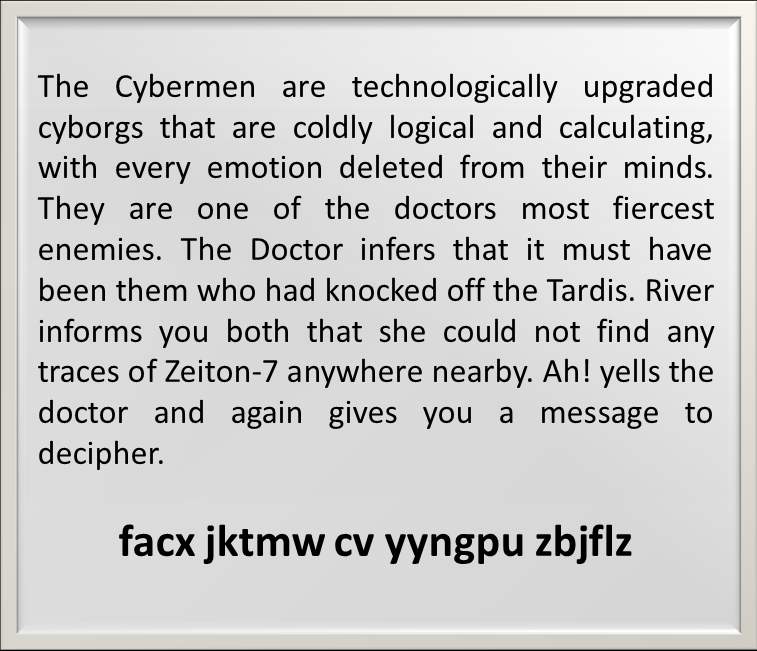 The Cybermen are technologically upgraded
cyborgs that are coldly logical and calculating,
with every emotion deleted from their minds.
They are one of the doctors most fiercest
enemies. The Doctor infers that it must have
been them who had knocked off the Tardis. River
informs you both that she could not find any
traces of Zeiton-7 anywhere nearby. Ah! yells the
doctor and again gives you a message to
decipher.
facx jktmw cv yyngpu zbjflz